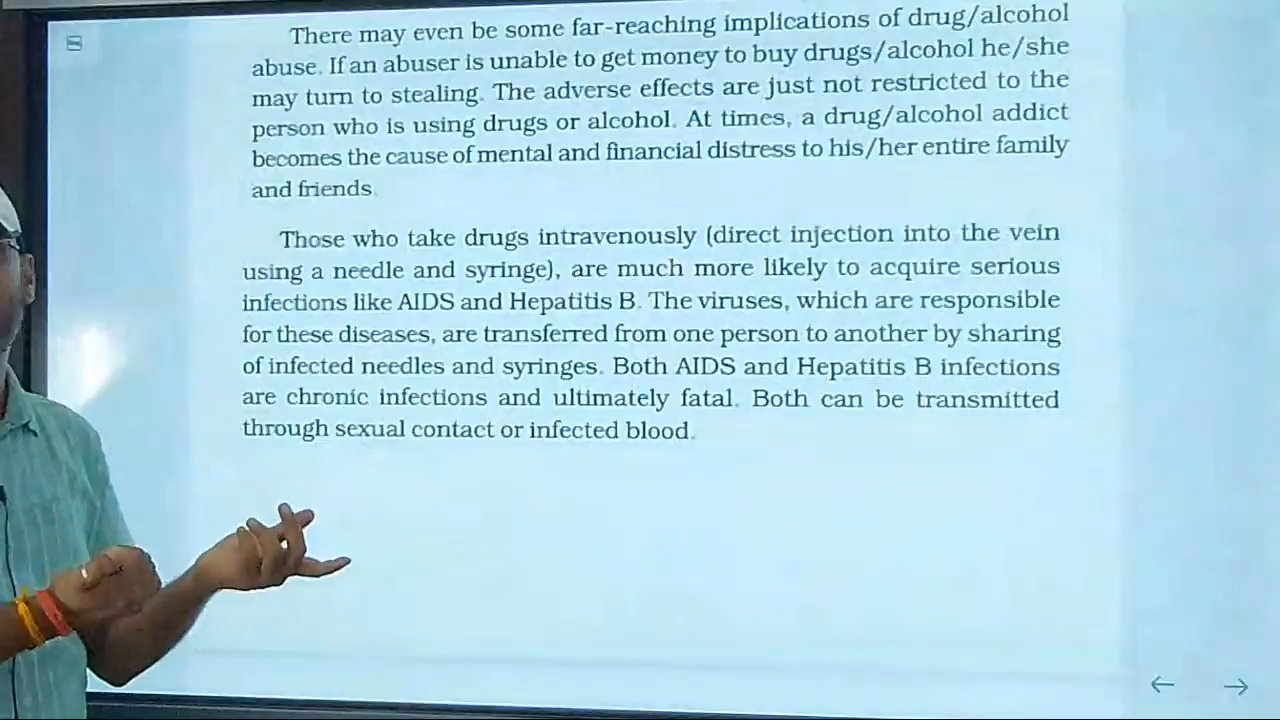 There may even be some far-reaching implications of drug/alcohol
abuse. If an abuser is unable to get money to buy drugs/alcohol he/she
may turn to stealing. The adverse effects are just not restricted to the
person who is using drugs or alcohol. At times, a drug/alcohol addict
becomes the cause of mental and financial distress to his/her entire family
and friends.
Those who take drugs intravenously (direct injection into the vein
using a needle and syringe), are much more likely to acquire serious
infections like AIDS and Hepatitis B. The viruses, which are responsible
for these diseases, are transferred from one person to another by sharing
of infected needles and syringes. Both AIDS and Hepatitis B infections
are chronic infections and ultimately fatal. Both can be transmitted
through sexual contact or infected blood.